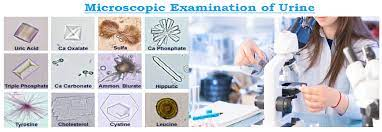 Microscopic Examination of Urine
Uric Acid Ca Oxalate Sulfa Ca Phosphate
Triple Phosphate Ca Carbonate Ammon. Biurate Hippuric
Tyrosine Cholesterol Cystine Leucine